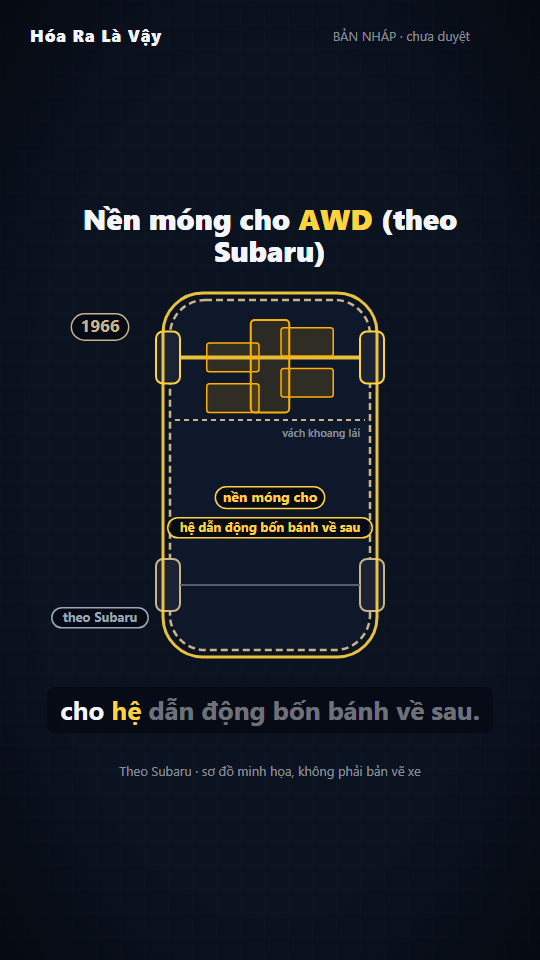 Hóa Ra Là Vậy
BẢN NHÁP · chưa duyệt
Nền móng cho AWD (theo
Subaru)
1966
vách khoang lái
nền móng cho
hệ dẫn động bốn bánh về sau
theo Subaru
cho hệ dẫn động bốn bánh về sau.
Theo Subaru · sơ đồ minh họa, không phải bản vẽ xe